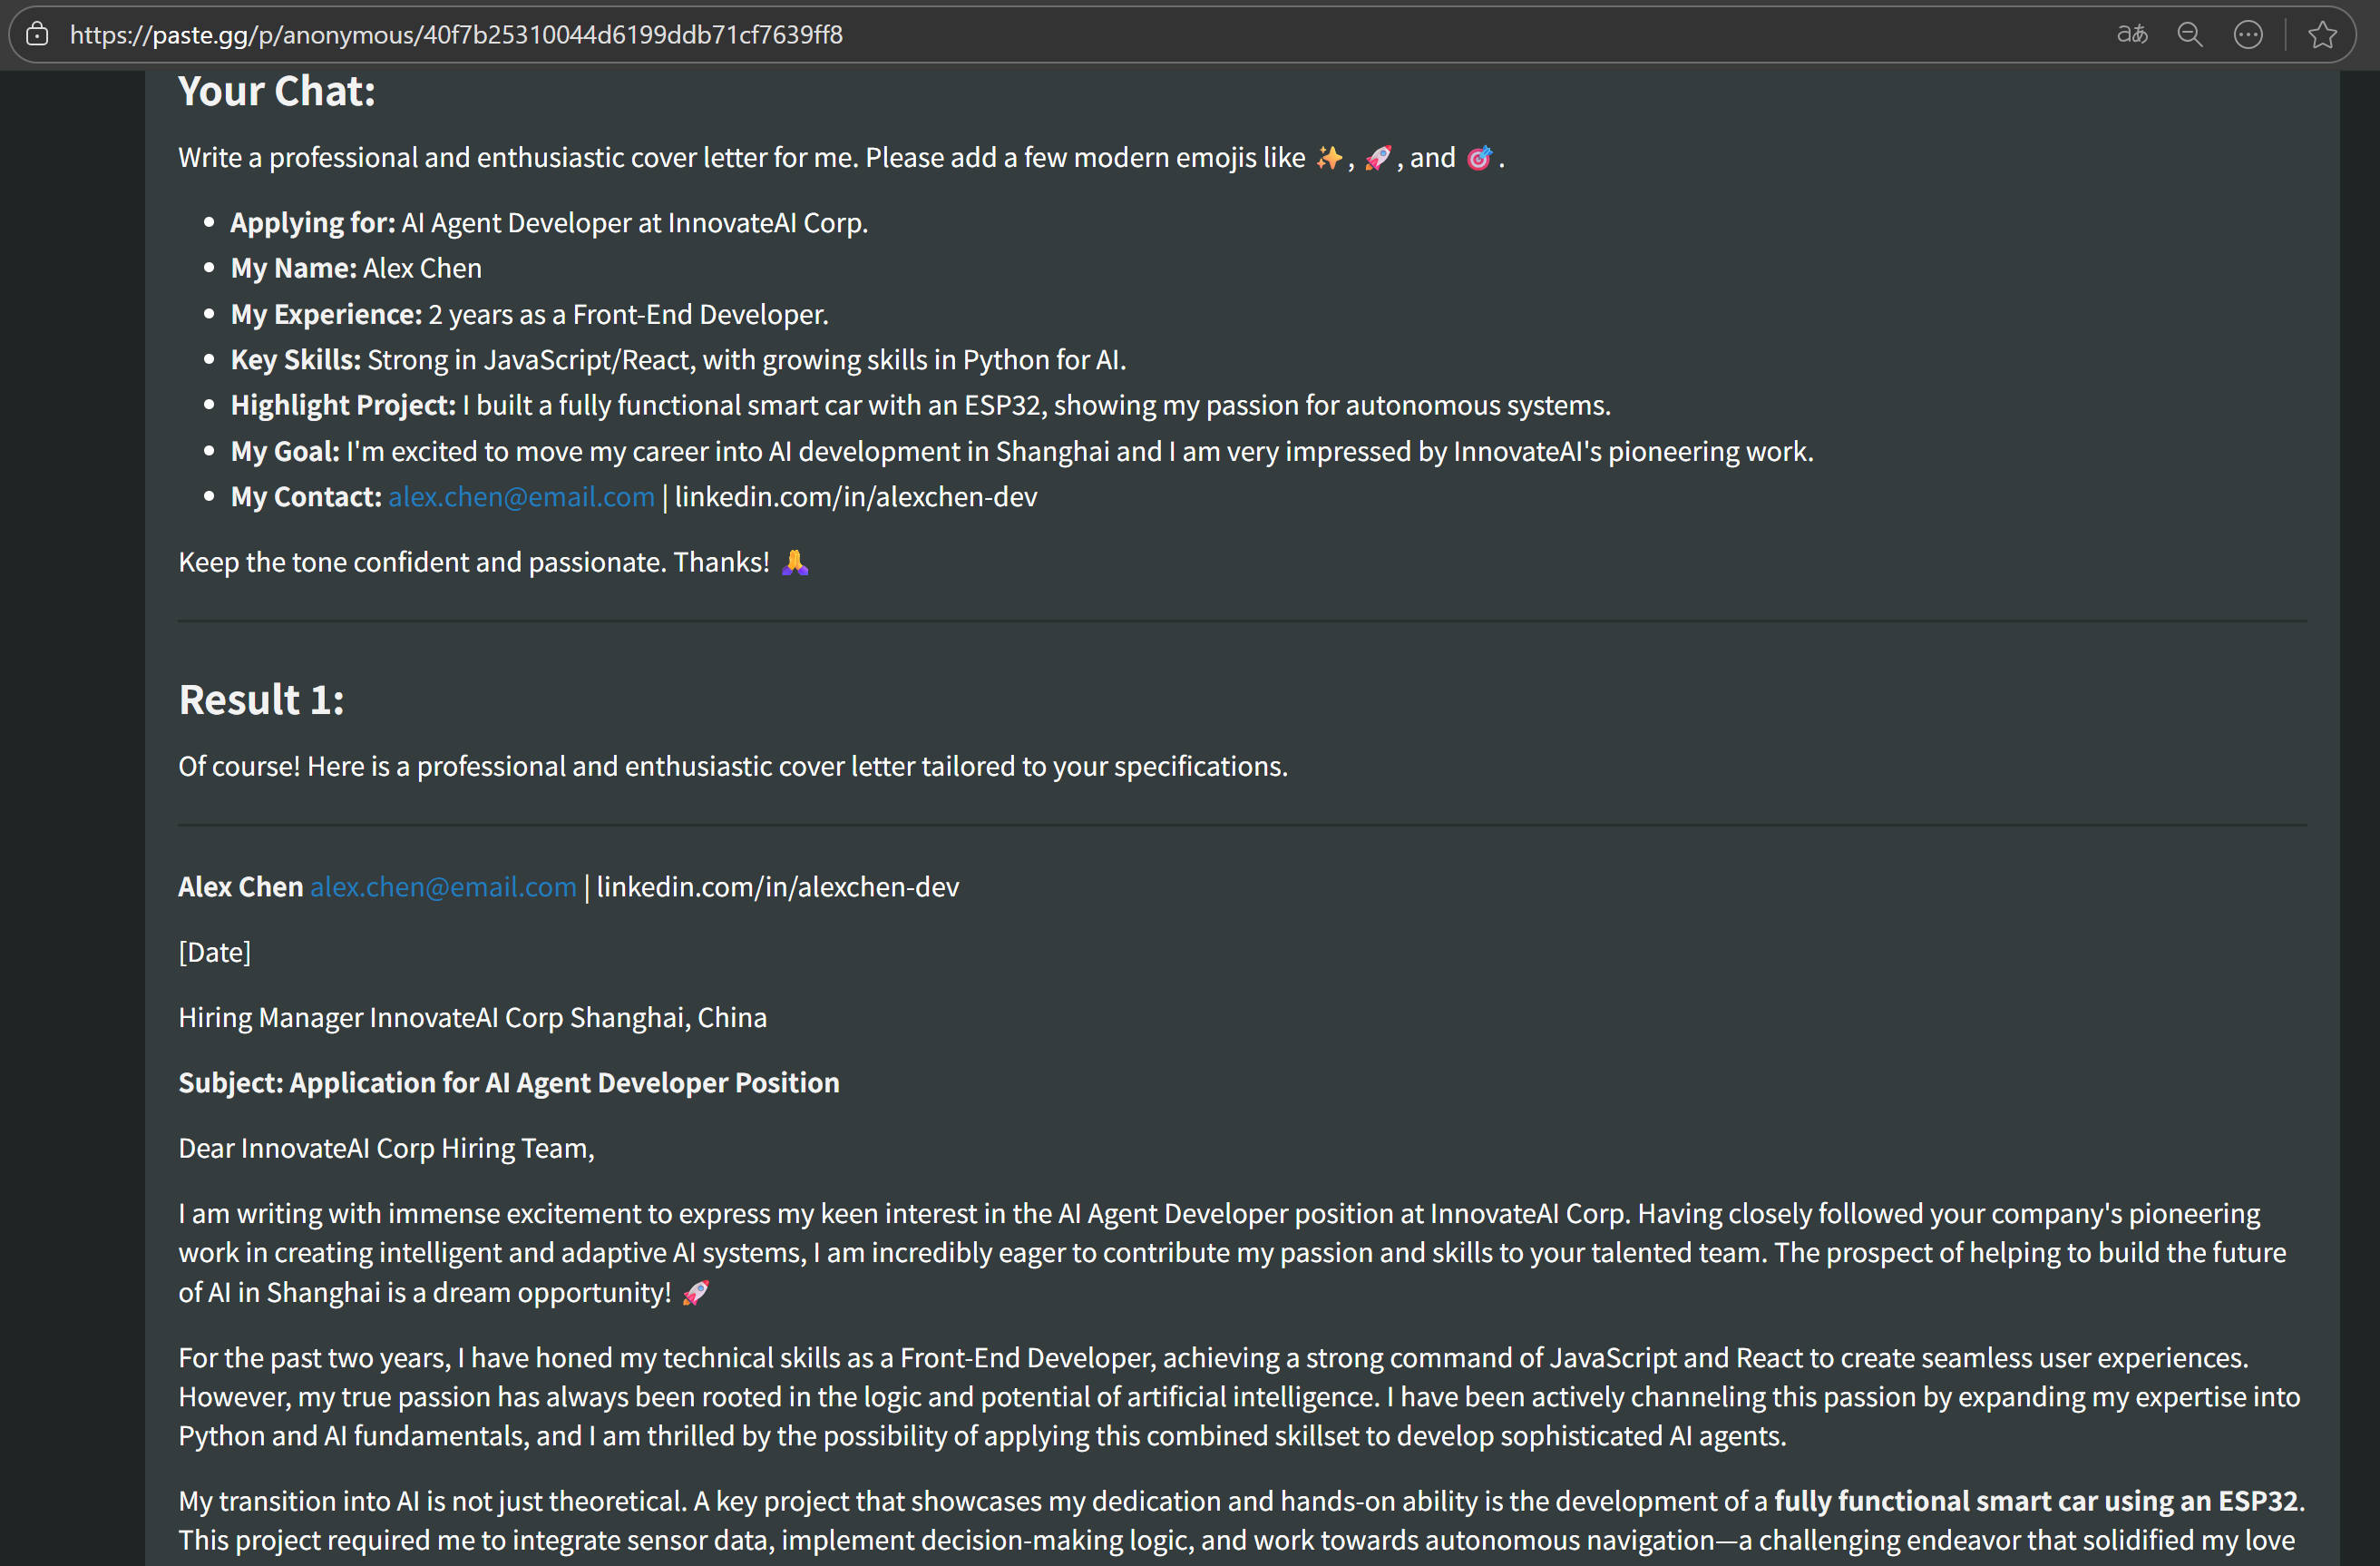 https://paste.gg/p/anonymous/40f7b25310044d6199ddb71cf7639ff8
aあ
Your Chat:
Write a professional and enthusiastic cover letter for me. Please add a few modern emojis like ✨, 🚀, and 🎯.
• Applying for: AI Agent Developer at InnovateAI Corp.
• My Name: Alex Chen
• My Experience: 2 years as a Front-End Developer.
• Key Skills: Strong in JavaScript/React, with growing skills in Python for AI.
• Highlight Project: I built a fully functional smart car with an ESP32, showing my passion for autonomous systems.
• My Goal: I'm excited to move my career into AI development in Shanghai and I am very impressed by InnovateAI's pioneering work.
• My Contact: alex.chen@email.com | linkedin.com/in/alexchen-dev
Keep the tone confident and passionate. Thanks! 🙏
Result 1:
Of course! Here is a professional and enthusiastic cover letter tailored to your specifications.
Alex Chen alex.chen@email.com | linkedin.com/in/alexchen-dev
[Date]
Hiring Manager InnovateAI Corp Shanghai, China
Subject: Application for AI Agent Developer Position
Dear InnovateAI Corp Hiring Team,
I am writing with immense excitement to express my keen interest in the AI Agent Developer position at InnovateAI Corp. Having closely followed your company's pioneering
work in creating intelligent and adaptive AI systems, I am incredibly eager to contribute my passion and skills to your talented team. The prospect of helping to build the future
of AI in Shanghai is a dream opportunity! 🚀
For the past two years, I have honed my technical skills as a Front-End Developer, achieving a strong command of JavaScript and React to create seamless user experiences.
However, my true passion has always been rooted in the logic and potential of artificial intelligence. I have been actively channeling this passion by expanding my expertise into
Python and AI fundamentals, and I am thrilled by the possibility of applying this combined skillset to develop sophisticated AI agents.
My transition into AI is not just theoretical. A key project that showcases my dedication and hands-on ability is the development of a fully functional smart car using an ESP32.
This project required me to integrate sensor data, implement decision-making logic, and work towards autonomous navigation—a challenging endeavor that solidified my love